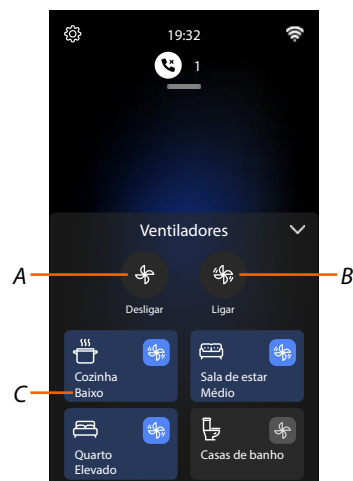 19:32
1
Ventiladores
A
B
Desligar
Ligar
C
Cozinha
Baixo
Sala de estar
Médio
Quarto
Elevado
Casas de banho